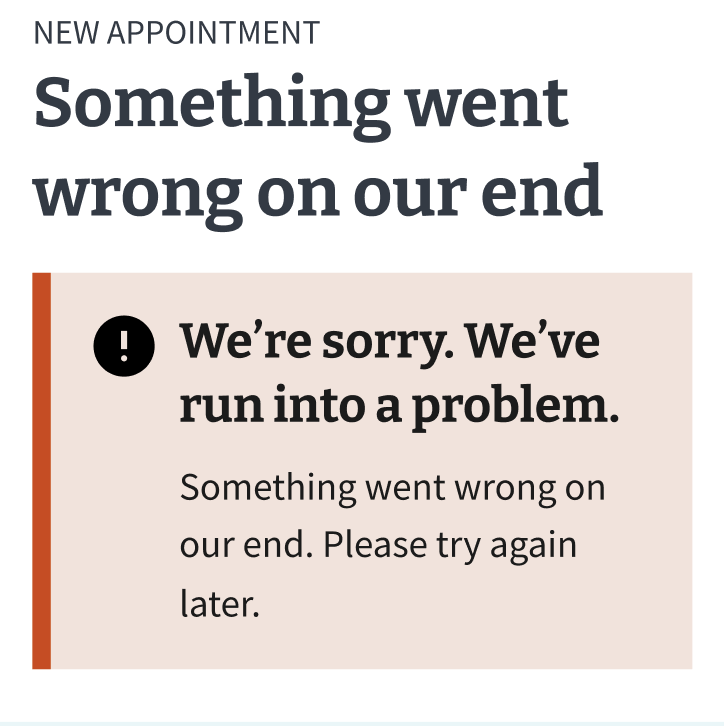 NEW APPOINTMENT
Something went
wrong on our end
We’re sorry. We’ve
run into a problem.
Something went wrong on
our end. Please try again
later.